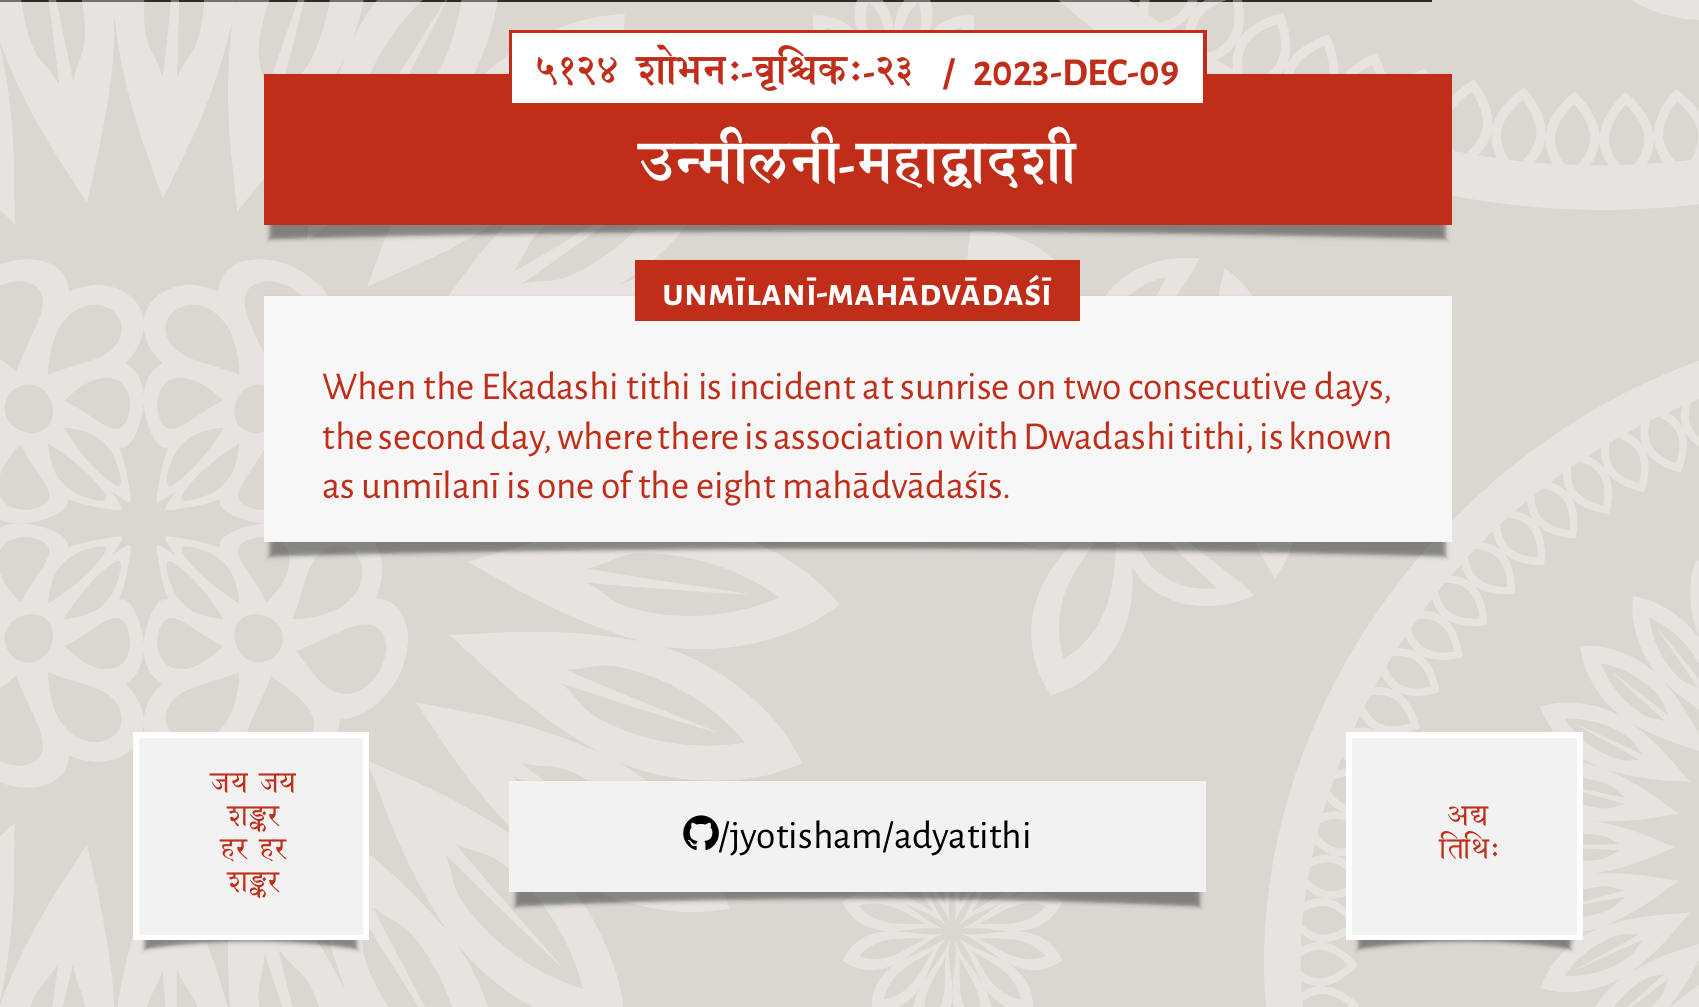 ५१२४ शोभनः-वृश्चिकः-२३ / 2023-DEC-09
उन्मीलनी-महाद्वादशी
UNMĪLANĪ-MAHĀDVĀDAŚĪ
When the Ekadashi tithi is incident at sunrise on two consecutive days,
the second day, where there is association with Dwadashi tithi, is known
as unmīlanī is one of the eight mahādvādaśīs.
जय जय
शङ्कर
हर हर
शङ्कर
/jyotisham/adyatithi
अद्य
तिथिः